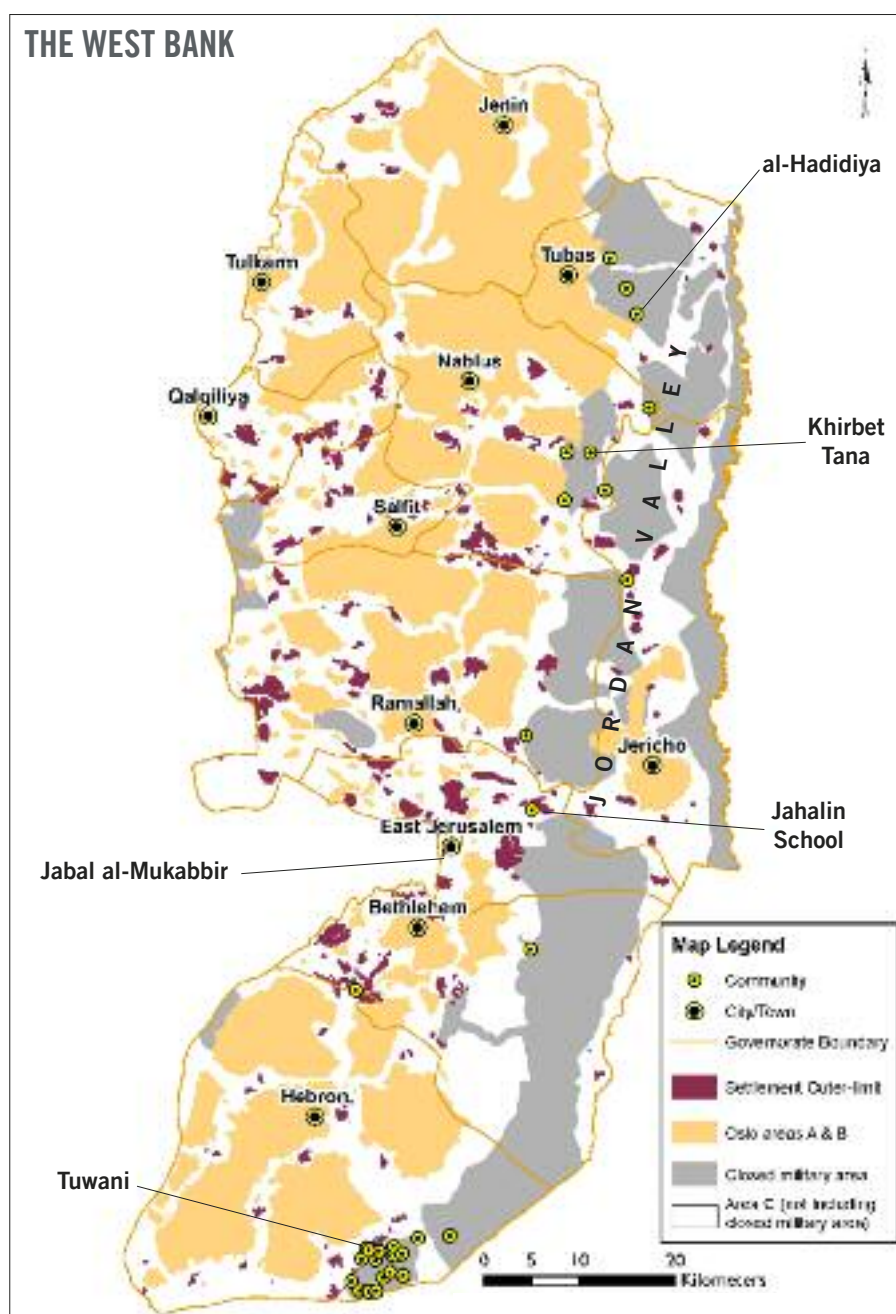 THE WEST BANK
Jenin
al-Hadidiya
Tubas
Tulkarm
Nablus
Qalqiliya
Khirbet
Tana
Salfit
JORDAN VALLEY
Ramallah
Jericho
Jahalin
School
East Jerusalem
Jabal al-Mukabbir
Bethlehem
Hebron
Tuwani
Map Legend
Community
City/Town
Governorate Boundary
Settlement Outer-limit
Oslo areas A & B
Closed military area
Area C (not including
closed military area)
0 5 10 20
Kilometers